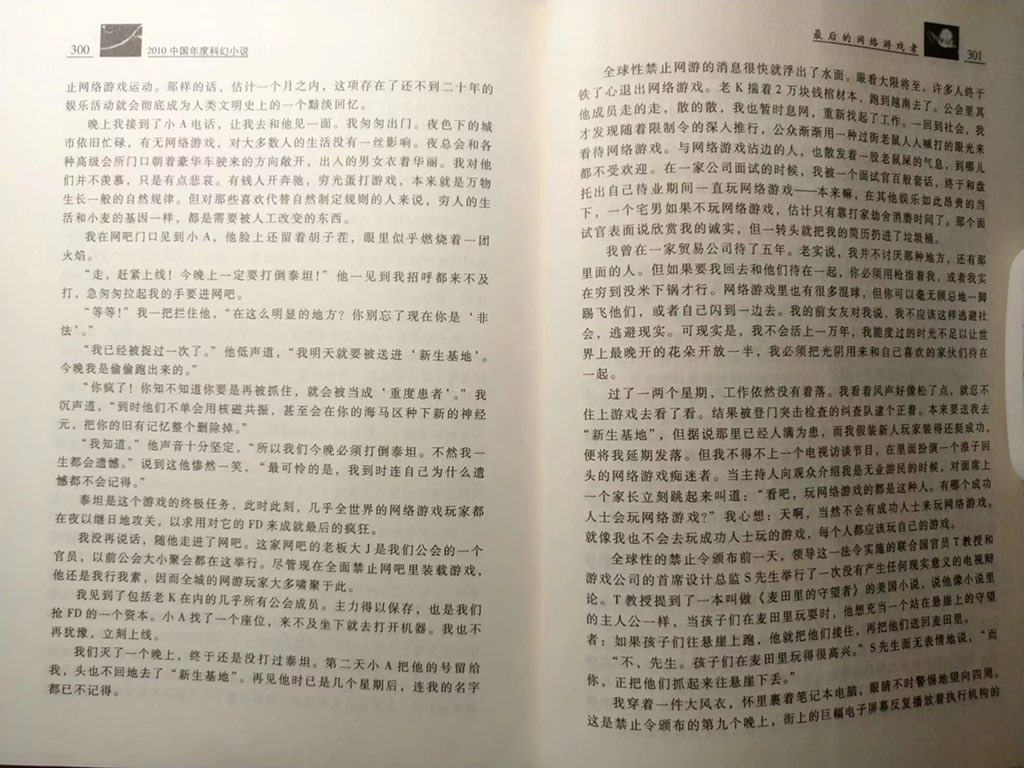 300
2010中国年度科幻小说
止网络游戏运动。那样的话，估计一个月之内，这项存在了还不到二十年的
娱乐活动就会彻底成为人类文明史上的一个黯淡回忆。
晚上我接到了小A电话，让我去和他见一面。我匆匆出门。夜色下的城
市依旧忙碌，有无网络游戏，对大多数人的生活没有一丝影响。夜总会和各
种高级会所门口朝着豪华车驶来的方向敞开，出入的男女衣着华丽。我对他
们并不羡慕，只是有点悲哀。有钱人开奔驰，穷光蛋打游戏，本来就是万物
生长一般的自然规律。但对那些喜欢代替自然制定规则的人来说，穷人的生
活和小麦的基因一样，都是需要被人工改变的东西。
我在网吧门口见到小A，他脸上还留着胡子茬，眼里似乎燃烧着一团
火焰。
“走，赶紧上线！今晚上一定要打倒泰坦！”他一见到我招呼都来不及
打，急匆匆拉起我的手要进网吧。
“等等！”我一把拦住他，“在这么明显的地方？你别忘了现在你是‘非
法’。”
“我已经被捉过一次了。”他低声道，“我明天就要被送进‘新生基地’。
今晚我是偷偷跑出来的。”
“你疯了！你知不知道你要是再被抓住，就会被当成‘重度患者’。”我
沉声道，“到时他们不单会用核磁共振，甚至会在你的海马区种下新的神经
元，把你的旧有记忆整个删除掉。”
“我知道。”他声音十分坚定，“所以我们今晚必须打倒泰坦。不然我一
生都会遗憾。”说到这他惨然一笑，“最可怜的是，我到时连自己为什么遗
憾都不会记得。”
泰坦是这个游戏的终极任务，此时此刻，几乎全世界的网络游戏玩家都
在夜以继日地攻关，以求用对它的FD来成就最后的疯狂。
我没再说话，随他走进了网吧。这家网吧的老板大J是我们公会的一个
官员，以前公会大小聚会都在这举行。尽管现在全面禁止网吧里装载游戏，
他还是我行我素，因而全城的网游玩家大多啸聚于此。
我见到了包括老K在内的几乎所有公会成员。主力得以保存，也是我们
抢FD的一个资本。小A找了一个座位，来不及坐下就去打开机器。我也不
再犹豫，立刻上线。
我们灭了一个晚上，终于还是没打过泰坦。第二天小A把他的号留给
我，头也不回地去了“新生基地”。再见他时已是几个星期后，连我的名字
都已不记得。
最后的网络游戏者
301
全球性禁止网游的消息很快就浮出了水面。眼看大限将至，许多人终于
铁了心退出网络游戏。老K揣着2万块钱棺材本，跑到越南去了。公会里其
他成员走的走，散的散，我也暂时息网，重新找起了工作。一回到社会，我
才发现随着限制令的深入推行，公众渐渐用一种过街老鼠人人喊打的眼光来
看待网络游戏。与网络游戏沾边的人，也散发着一股老鼠屎的气息，到哪儿
都不受欢迎。在一家公司面试的时候，我被一个面试官百般套话，终于和盘
托出自己待业期间一直玩网络游戏——本来嘛，在其他娱乐如此昂贵的当
下，一个宅男如果不玩网络游戏，估计只有靠打家劫舍消磨时间了。那个面
试官表面说欣赏我的诚实，但一转头就把我的简历扔进了垃圾桶。
我曾在一家贸易公司待了五年。老实说，我并不讨厌那种地方，还有那
里面的人。但如果要我回去和他们待在一起，你必须用枪指着我，或者我实
在穷到没米下锅才行。网络游戏里也有很多混球，但你可以毫无顾忌地一脚
踢飞他们，或者自己闪到一边去。我的前女友对我说，我不应该这样逃避社
会，逃避现实。可现实是，我不会活上一万年，我能度过的时光不足以让世
界上最晚开的花朵开放一半，我必须把光阴用来和自己喜欢的家伙们待在
一起。
过了一两个星期，工作依然没有着落。我看着风声好像松了点，就忍不
住上游戏去看了看。结果被登门突击检查的纠查队逮个正着。本来要送我去
“新生基地”，但据说那里已经人满为患，而我假装新人玩家装得还挺成功，
便将我延期发落。但我不得不上一个电视访谈节目，在里面扮演一个浪子回
头的网络游戏痴迷者。当主持人向观众介绍我是无业游民的时候，对面席上
一个家长立刻跳起来叫道：“看吧，玩网络游戏的都是这种人。有哪个成功
人士会玩网络游戏？”我心想：天啊，当然不会有成功人士来玩网络游戏。
就像我也不会去玩成功人士玩的游戏，每个人都应该玩自己的游戏。
全球性的禁止令颁布前一天，领导这一法令实施的联合国官员T教授和
游戏公司的首席设计总监S先生举行了一次没有产生任何现实意义的电视辩
论。T教授提到了一本叫做《麦田里的守望者》的美国小说，说他像小说里
的主人公一样，当孩子们在麦田里玩耍时，他想充当一个站在悬崖上的守望
者：如果孩子们往悬崖上跑，他就把他们接住，再把他们送回麦田里。
“不，先生。孩子们在麦田里玩得很高兴。”S先生面无表情地说，“而
你，正把他们抓起来往悬崖下丢。”
我穿着一件大风衣，怀里裹着笔记本电脑，眼睛不时警惕地望向四周。
这是禁止令颁布的第九个晚上，街上的巨幅电子屏幕反复播放着执行机构的